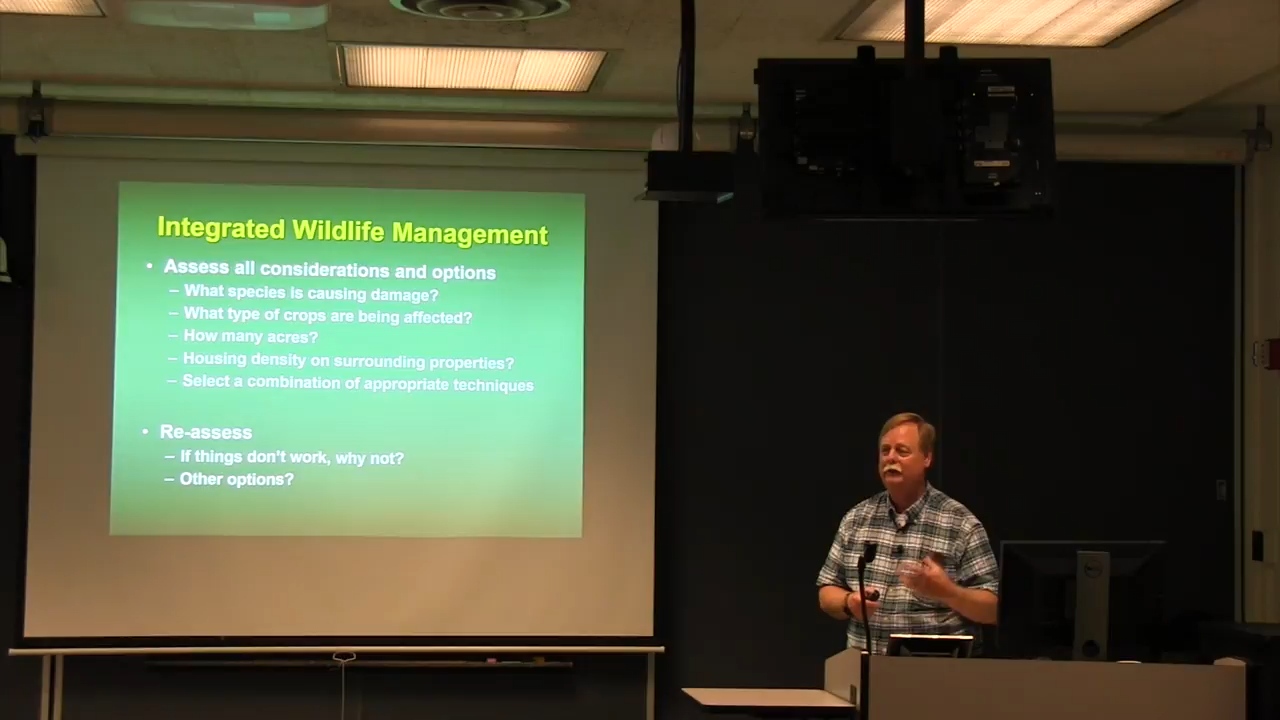 Integrated Wildlife Management
• Assess all considerations and options
– What species is causing damage?
– What type of crops are being affected?
– How many acres?
– Housing density on surrounding properties?
– Select a combination of appropriate techniques
• Re-assess
– If things don't work, why not?
– Other options?